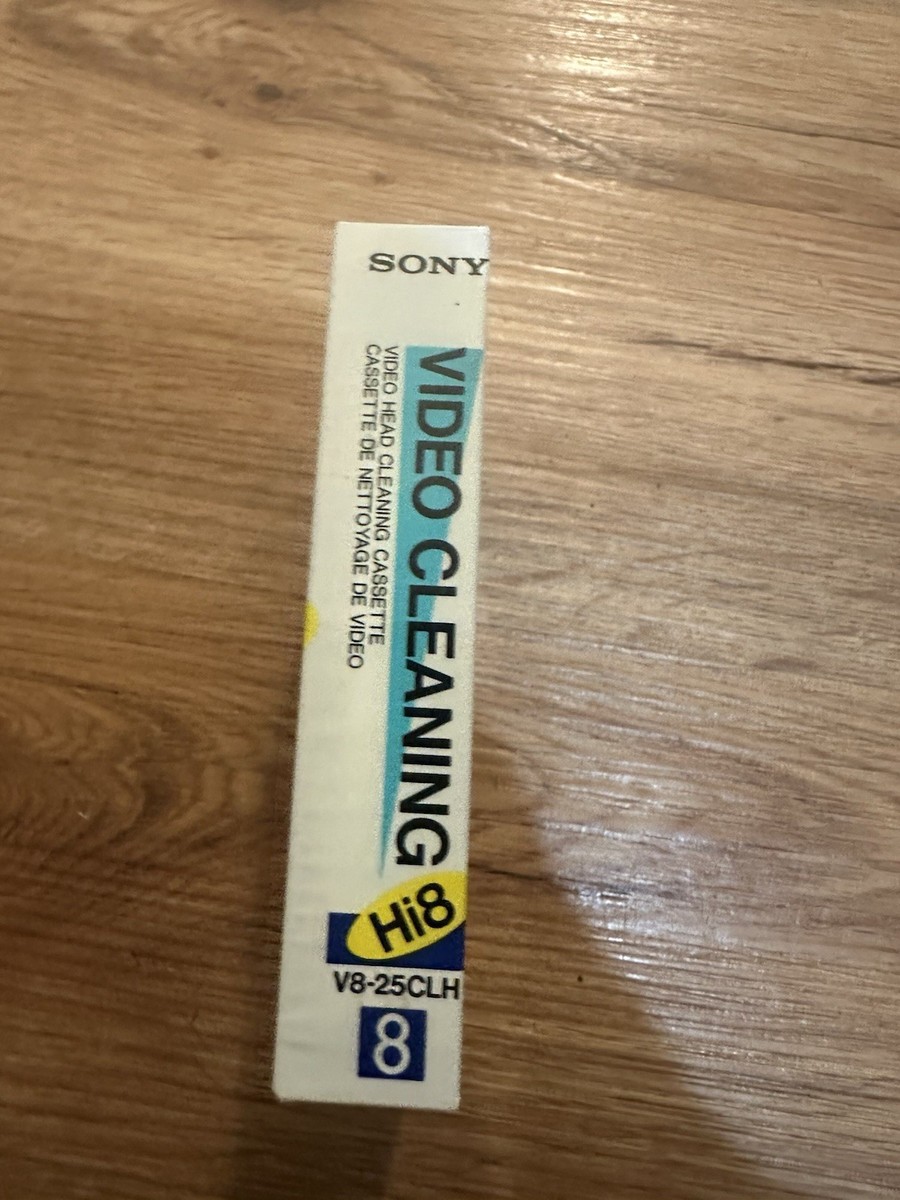 SONY
VIDEO CLEANING
VIDEO HEAD CLEANING CASSETTE
CASSETTE DE NETTOYAGE DE VIDEO
Hi8
V8-25CLH
8